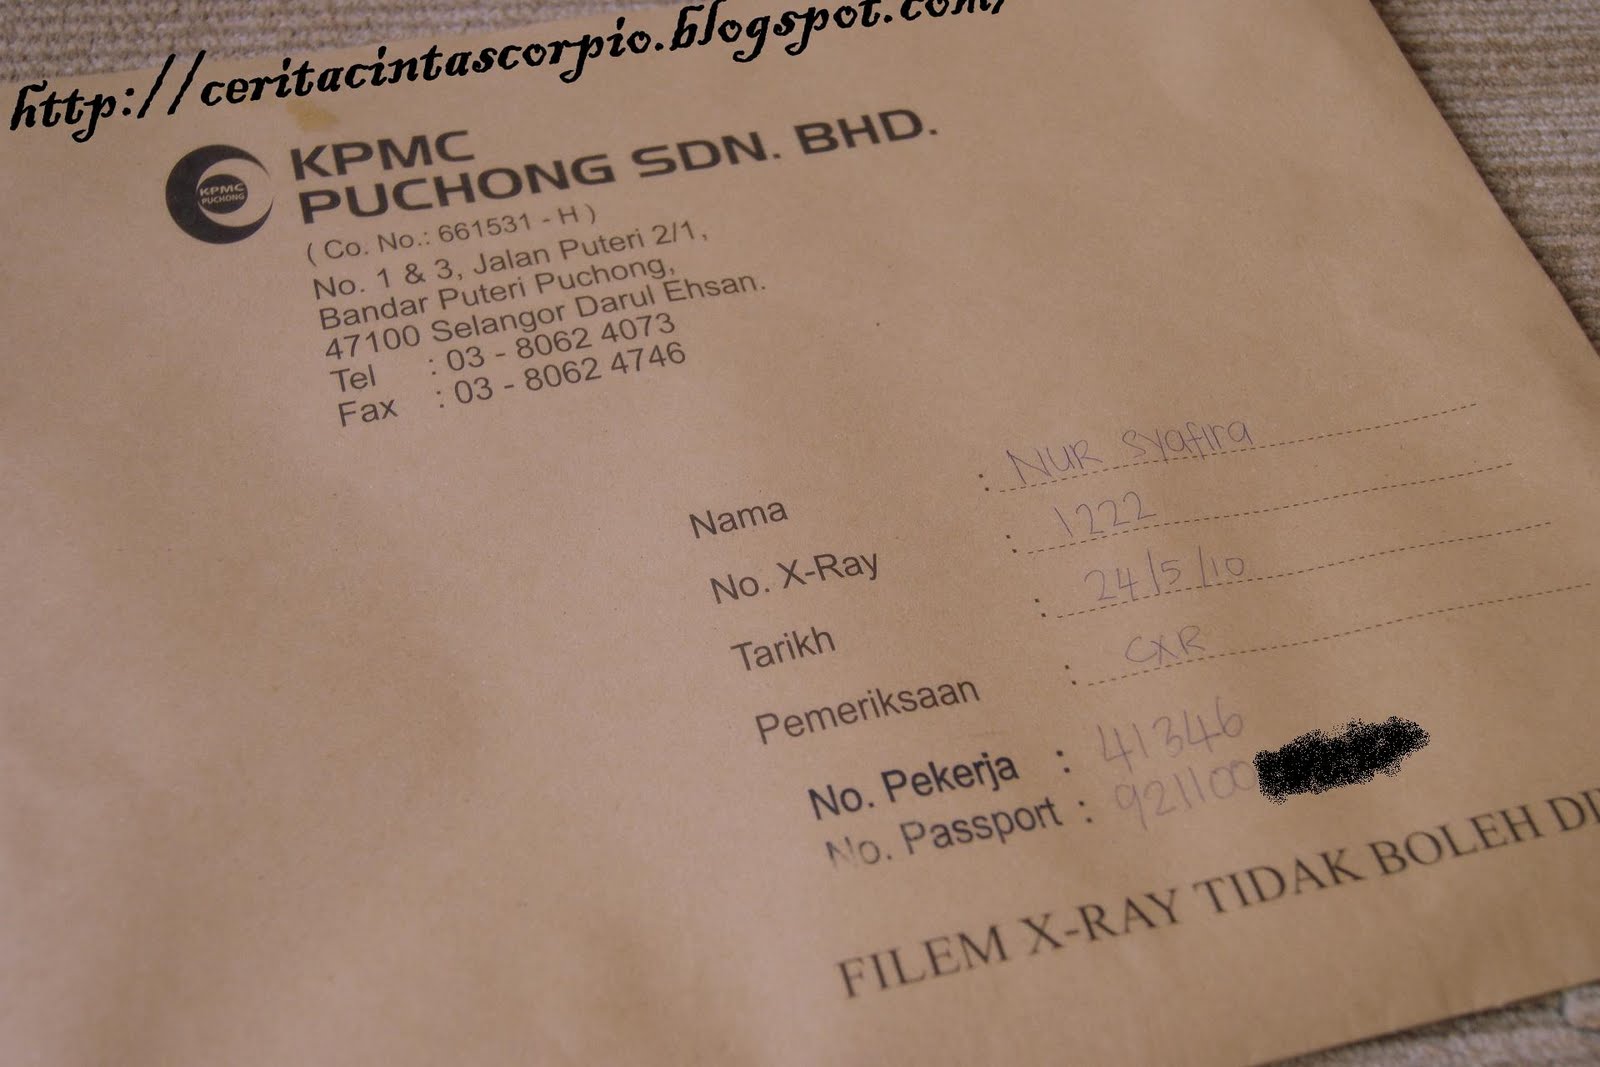 http://ceritacintascorpio.blogspot.com/
KPMC
PUCHONG
KPMC
PUCHONG SDN. BHD.
( Co. No.: 661531 - H )
No. 1 & 3, Jalan Puteri 2/1,
Bandar Puteri Puchong,
47100 Selangor Darul Ehsan.
Tel : 03 - 8062 4073
Fax : 03 - 8062 4746
Nama : NUR Syafira
No. X-Ray : 1222
Tarikh : 24/5/10
Pemeriksaan : CXR
No. Pekerja : 41346
No. Passport : 921100
FILEM X-RAY TIDAK BOLEH DI